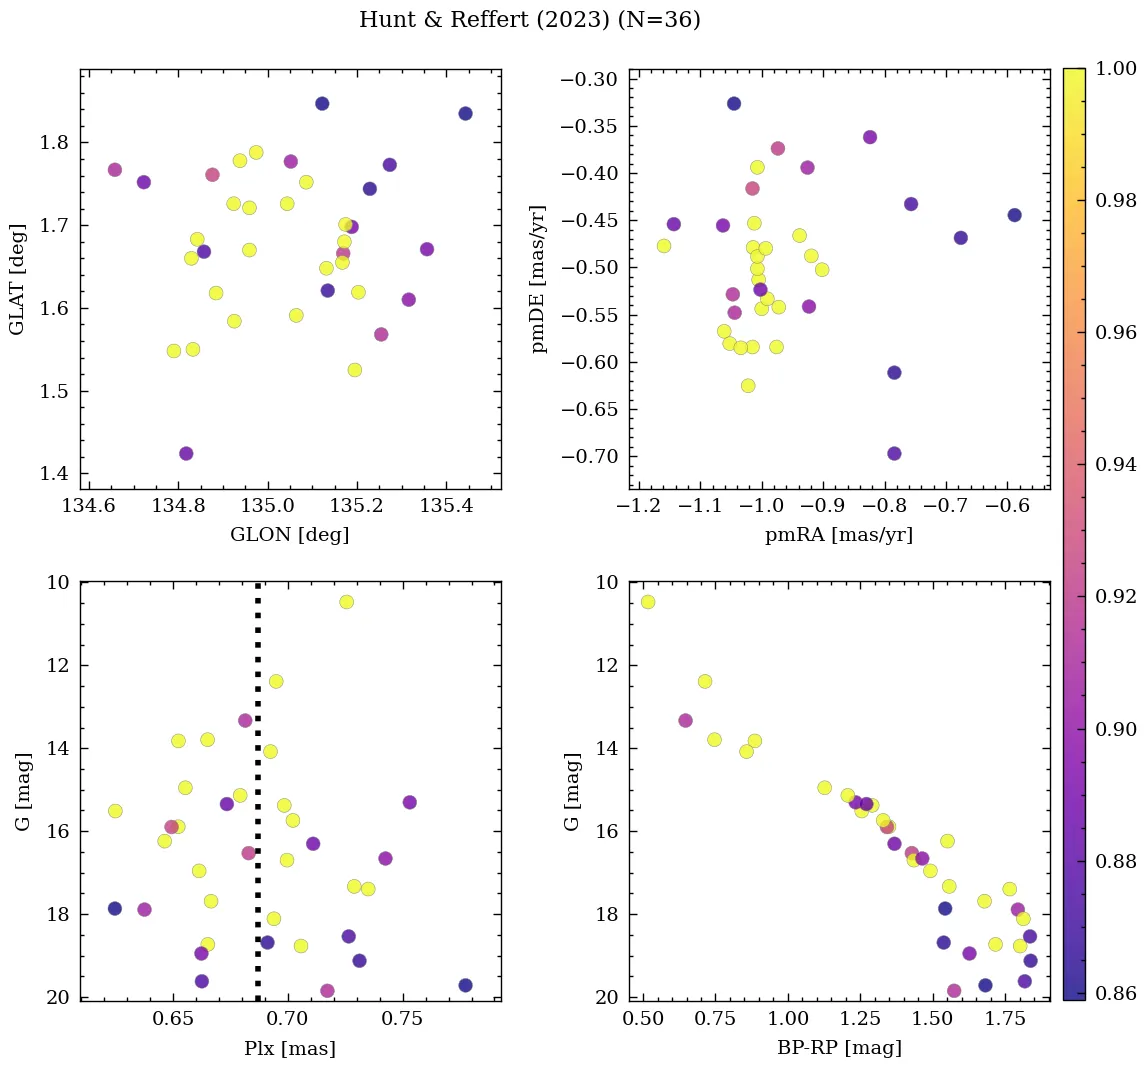 Hunt & Reffert (2023) (N=36)
1.8
1.7
1.6
1.5
1.4
GLAT [deg]
134.6 134.8 135.0 135.2 135.4
GLON [deg]
−0.30
−0.35
−0.40
−0.45
−0.50
−0.55
−0.60
−0.65
−0.70
pmDE [mas/yr]
−1.2 −1.1 −1.0 −0.9 −0.8 −0.7 −0.6
pmRA [mas/yr]
10
12
14
16
18
20
G [mag]
0.65 0.70 0.75
Plx [mas]
10
12
14
16
18
20
G [mag]
0.50 0.75 1.00 1.25 1.50 1.75
BP-RP [mag]
1.00
0.98
0.96
0.94
0.92
0.90
0.88
0.86